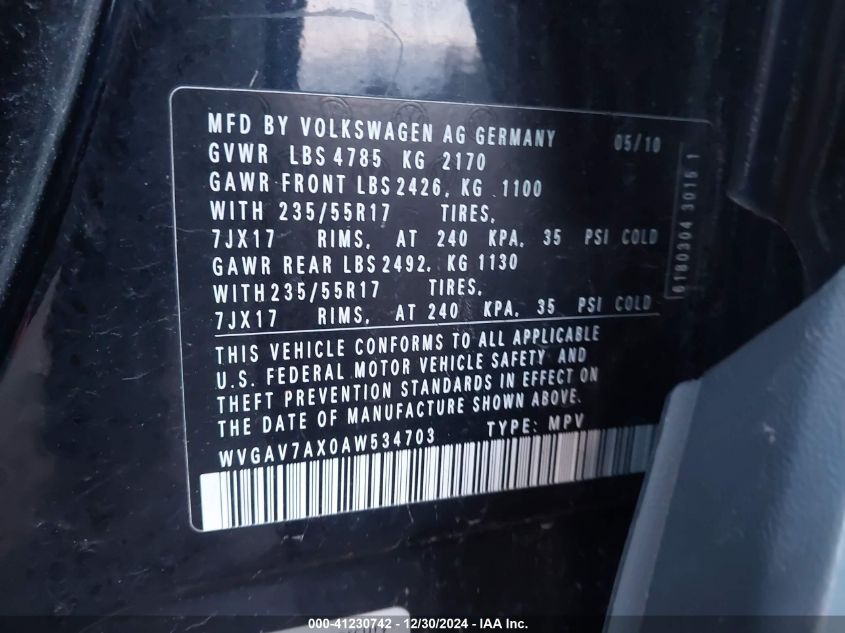 MFD BY VOLKSWAGEN AG GERMANY 05/10
GVWR LBS 4785 KG 2170
GAWR FRONT LBS 2426, KG 1100
WITH 235/55R17 TIRES,
7JX17 RIMS, AT 240 KPA, 35 PSI COLD
GAWR REAR LBS 2492, KG 1130
WITH 235/55R17 TIRES,
7JX17 RIMS, AT 240 KPA, 35 PSI COLD
THIS VEHICLE CONFORMS TO ALL APPLICABLE
U.S. FEDERAL MOTOR VEHICLE SAFETY AND
THEFT PREVENTION STANDARDS IN EFFECT ON
THE DATE OF MANUFACTURE SHOWN ABOVE.
WVGAV7AX0AW534703 TYPE: MPV
6180304 3015 1
000-41230742 - 12/30/2024 - IAA Inc.